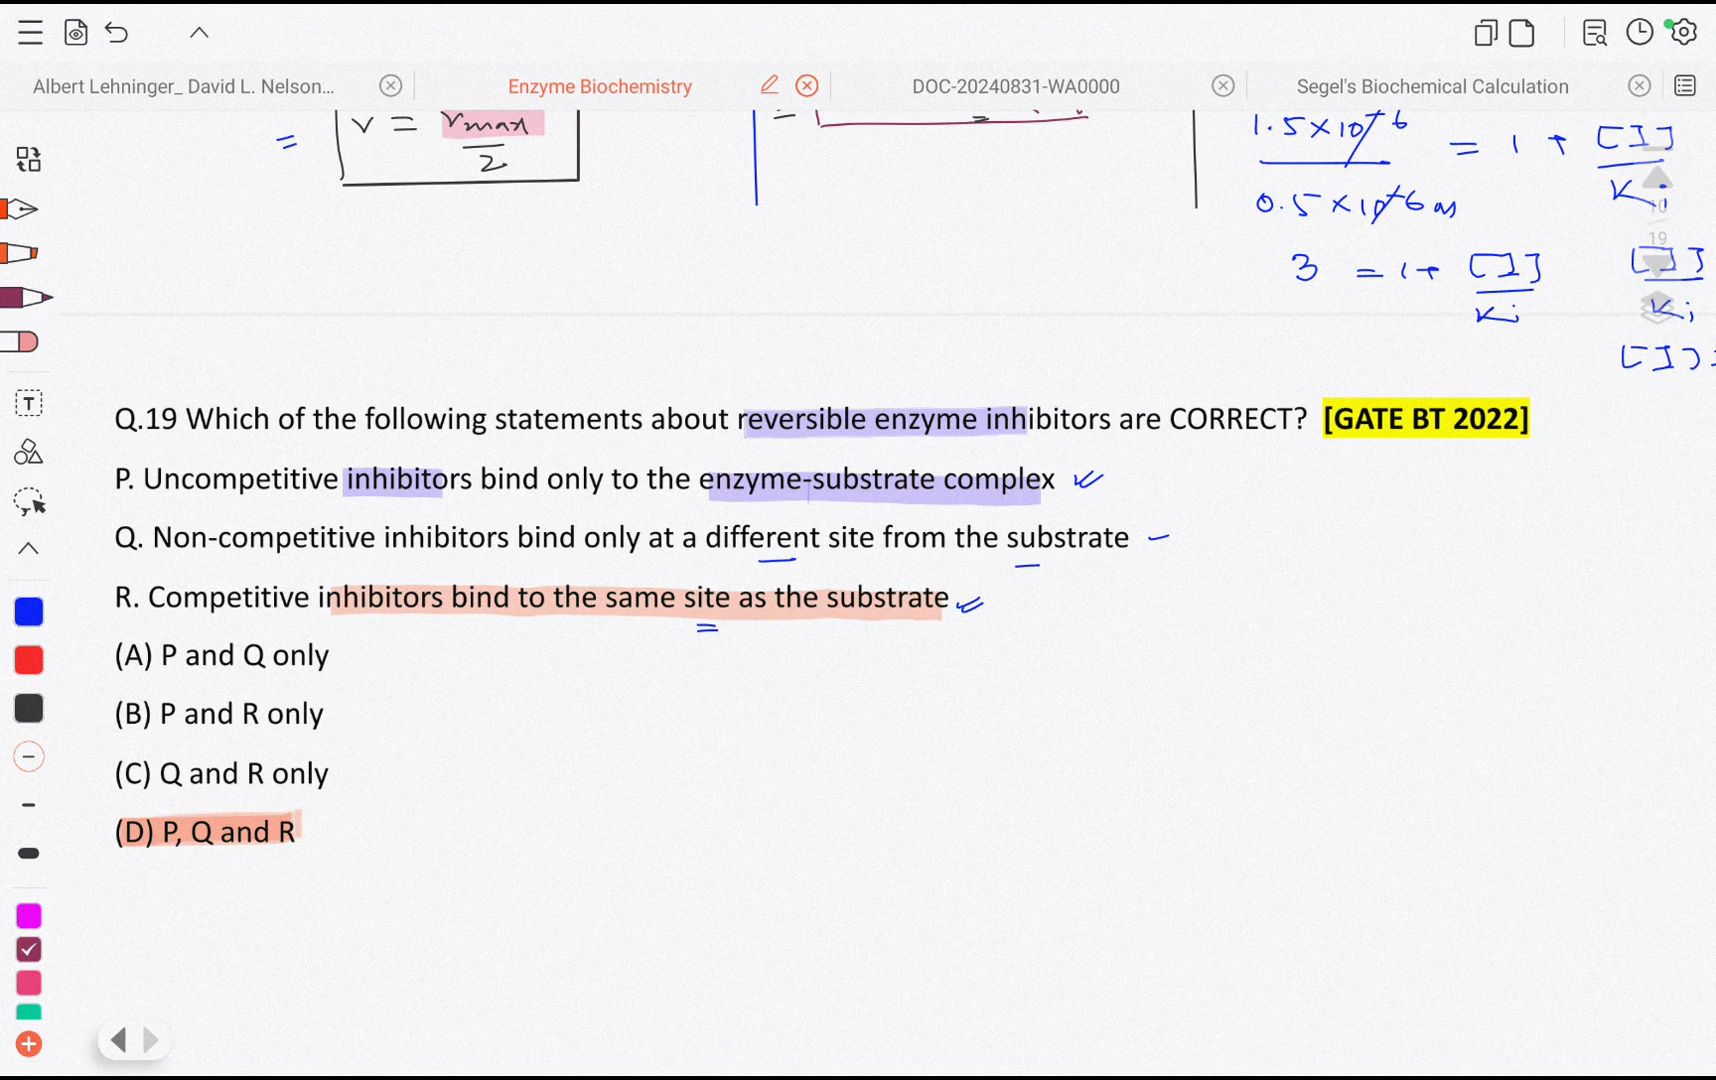 Albert Lehninger_ David L. Nelson...
Enzyme Biochemistry
DOC-20240831-WA0000
Segel's Biochemical Calculation
= v = vmax / 2
=
1.5 × 10^-6 / 0.5 × 10^-6 m = 1 + [I] / Ki
3 = 1 + [I] / Ki
[I] / Ki
[I] =
10
19
T
Q.19 Which of the following statements about reversible enzyme inhibitors are CORRECT? [GATE BT 2022]
P. Uncompetitive inhibitors bind only to the enzyme-substrate complex
Q. Non-competitive inhibitors bind only at a different site from the substrate
R. Competitive inhibitors bind to the same site as the substrate
(A) P and Q only
(B) P and R only
(C) Q and R only
(D) P, Q and R